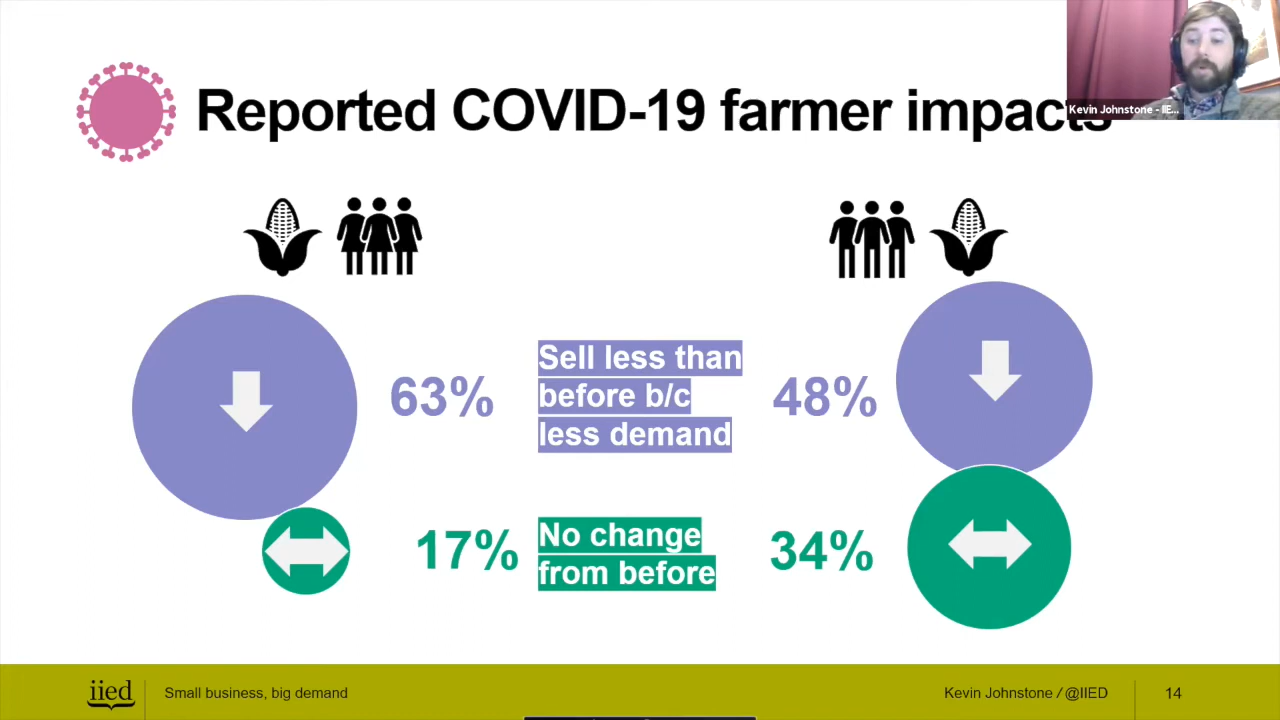 Reported COVID-19 farmer impacts
Kevin Johnstone - IIE...
63%
Sell less than
before b/c
less demand
48%
17%
No change
from before
34%
iied
Small business, big demand
Kevin Johnstone / @IIED
14